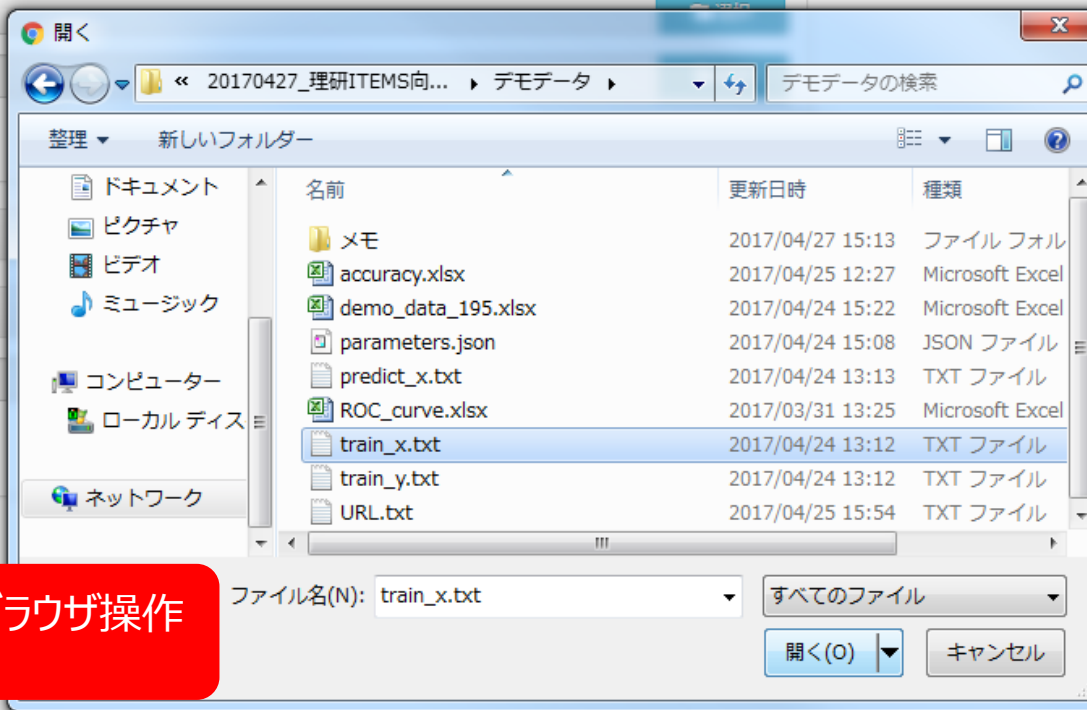 選択
開く
« 20170427_理研ITEMS向... デモデータ
デモデータの検索
整理 新しいフォルダー
ドキュメント
ピクチャ
ビデオ
ミュージック
コンピューター
ローカル ディス
ネットワーク
名前 更新日時 種類
メモ 2017/04/27 15:13 ファイル フォル
accuracy.xlsx 2017/04/25 12:27 Microsoft Excel
demo_data_195.xlsx 2017/04/24 15:22 Microsoft Excel
parameters.json 2017/04/24 15:08 JSON ファイル
predict_x.txt 2017/04/24 13:13 TXT ファイル
ROC_curve.xlsx 2017/03/31 13:25 Microsoft Excel
train_x.txt 2017/04/24 13:12 TXT ファイル
train_y.txt 2017/04/24 13:12 TXT ファイル
URL.txt 2017/04/25 15:54 TXT ファイル
ファイル名(N): train_x.txt すべてのファイル
ブラウザ操作
開く(O) キャンセル